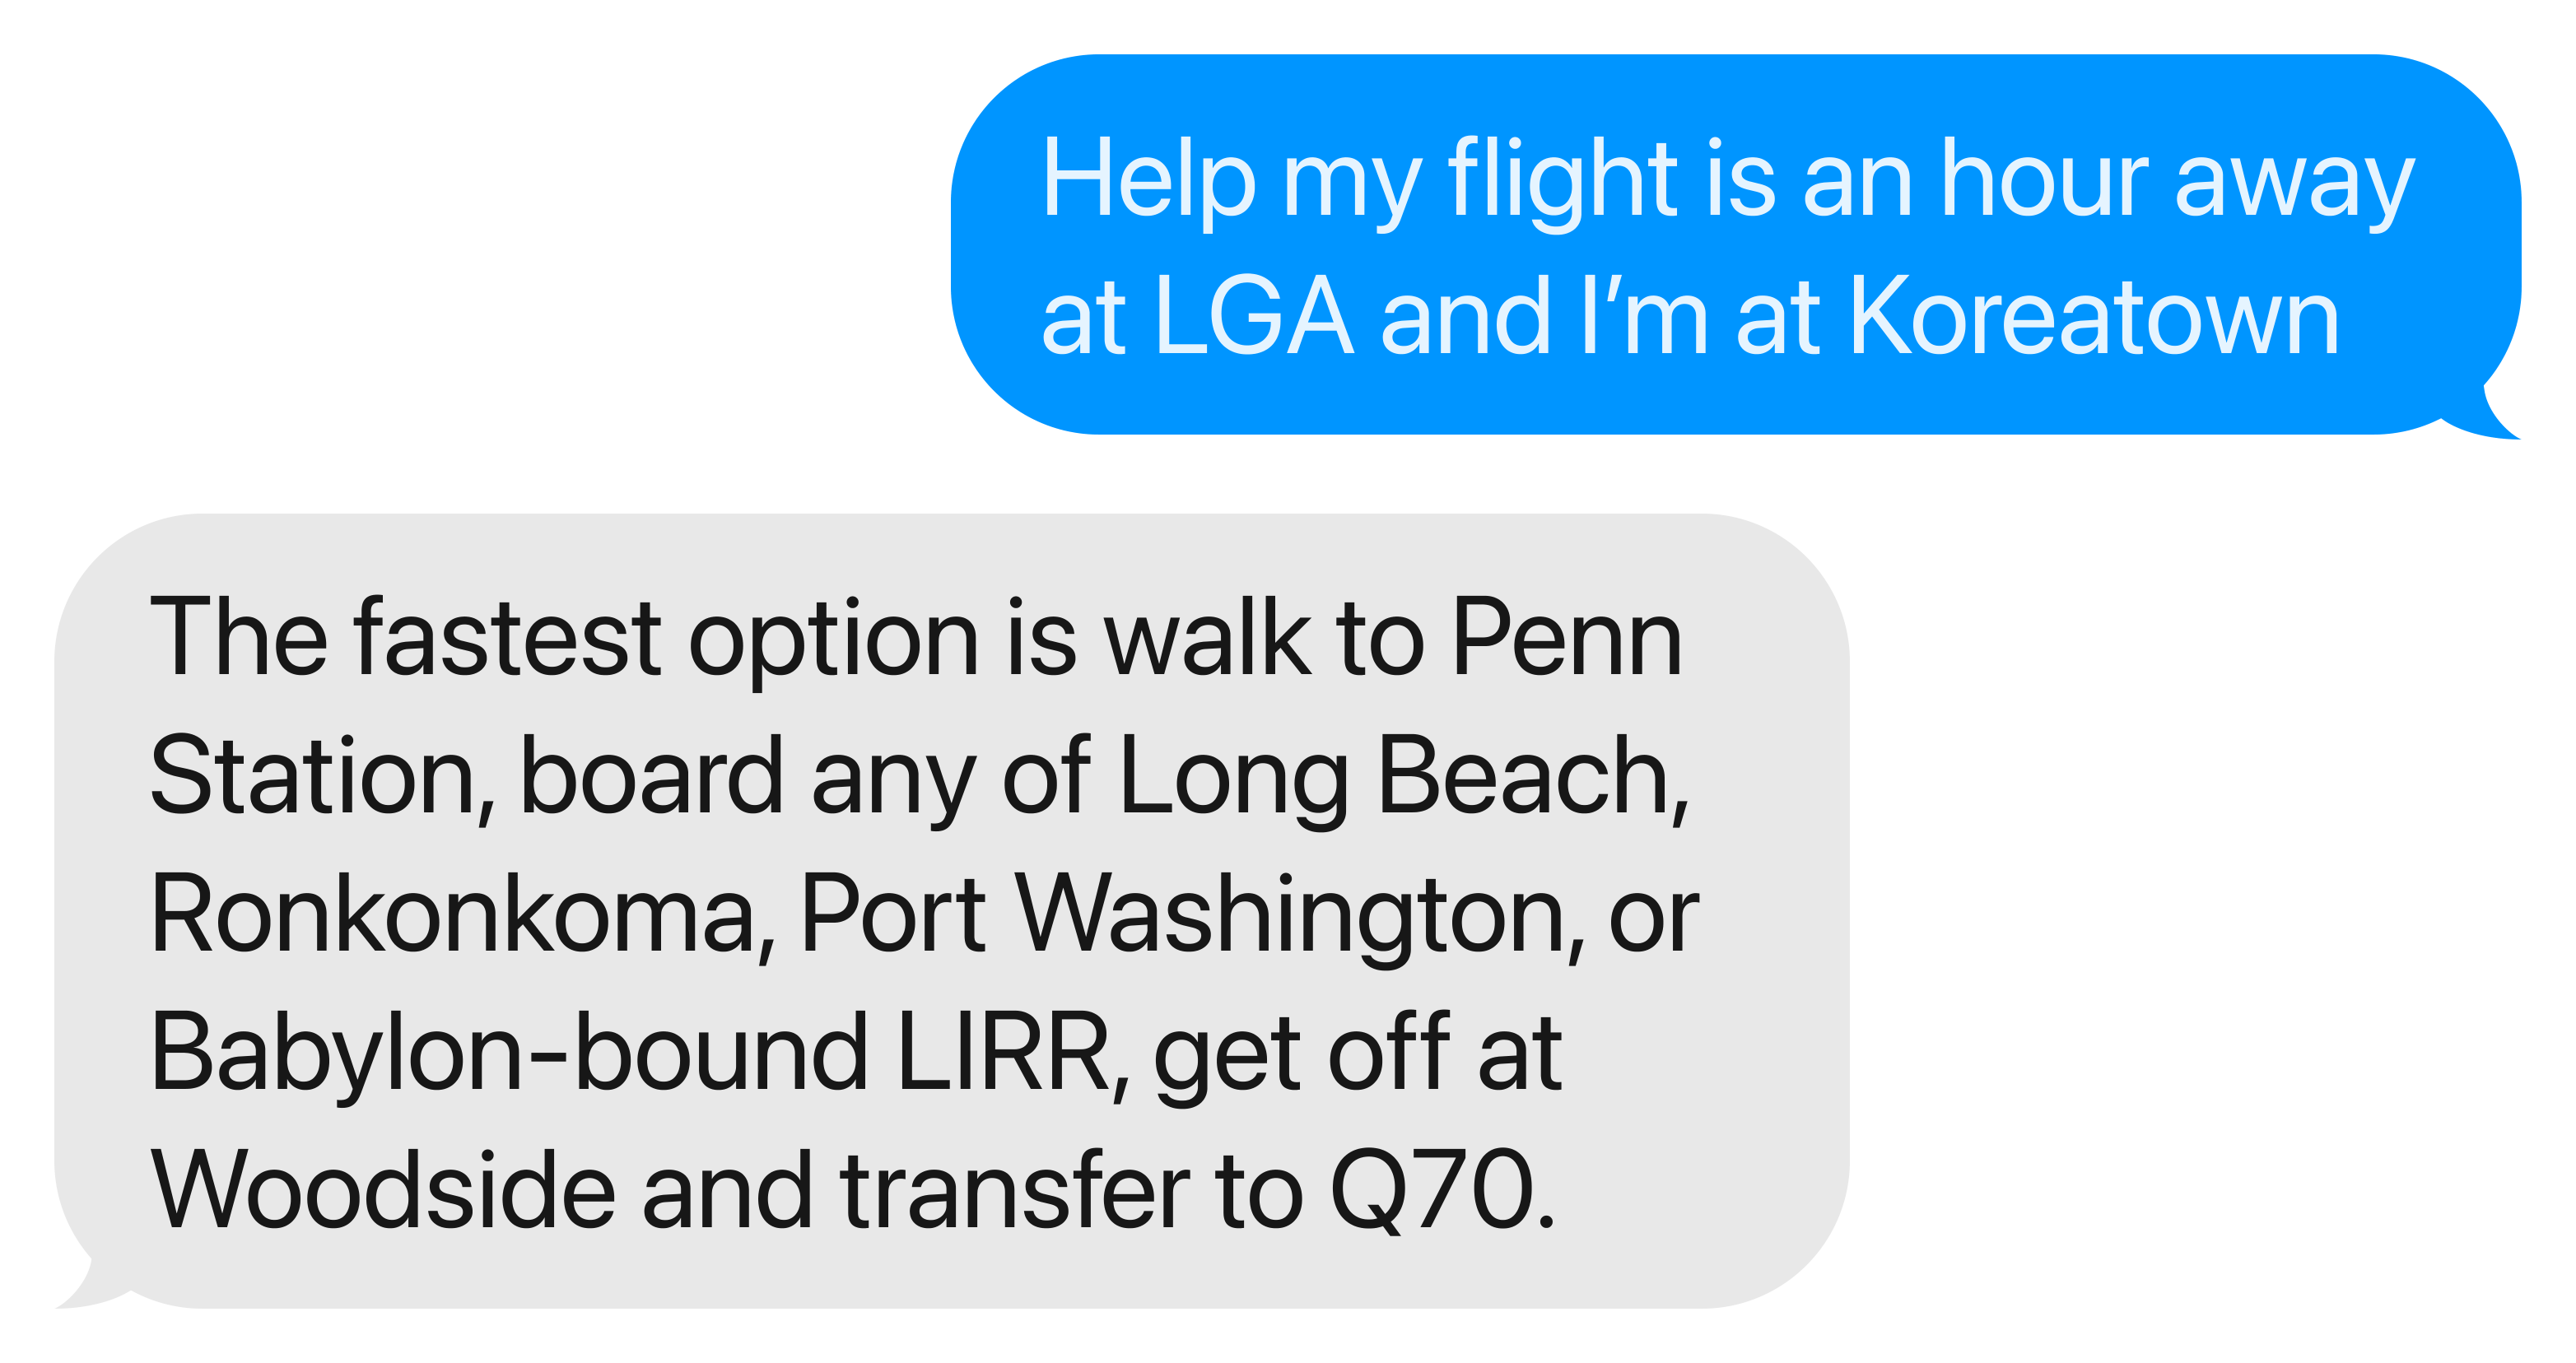 Help my flight is an hour away
at LGA and I’m at Koreatown
The fastest option is walk to Penn
Station, board any of Long Beach,
Ronkonkoma, Port Washington, or
Babylon-bound LIRR, get off at
Woodside and transfer to Q70.